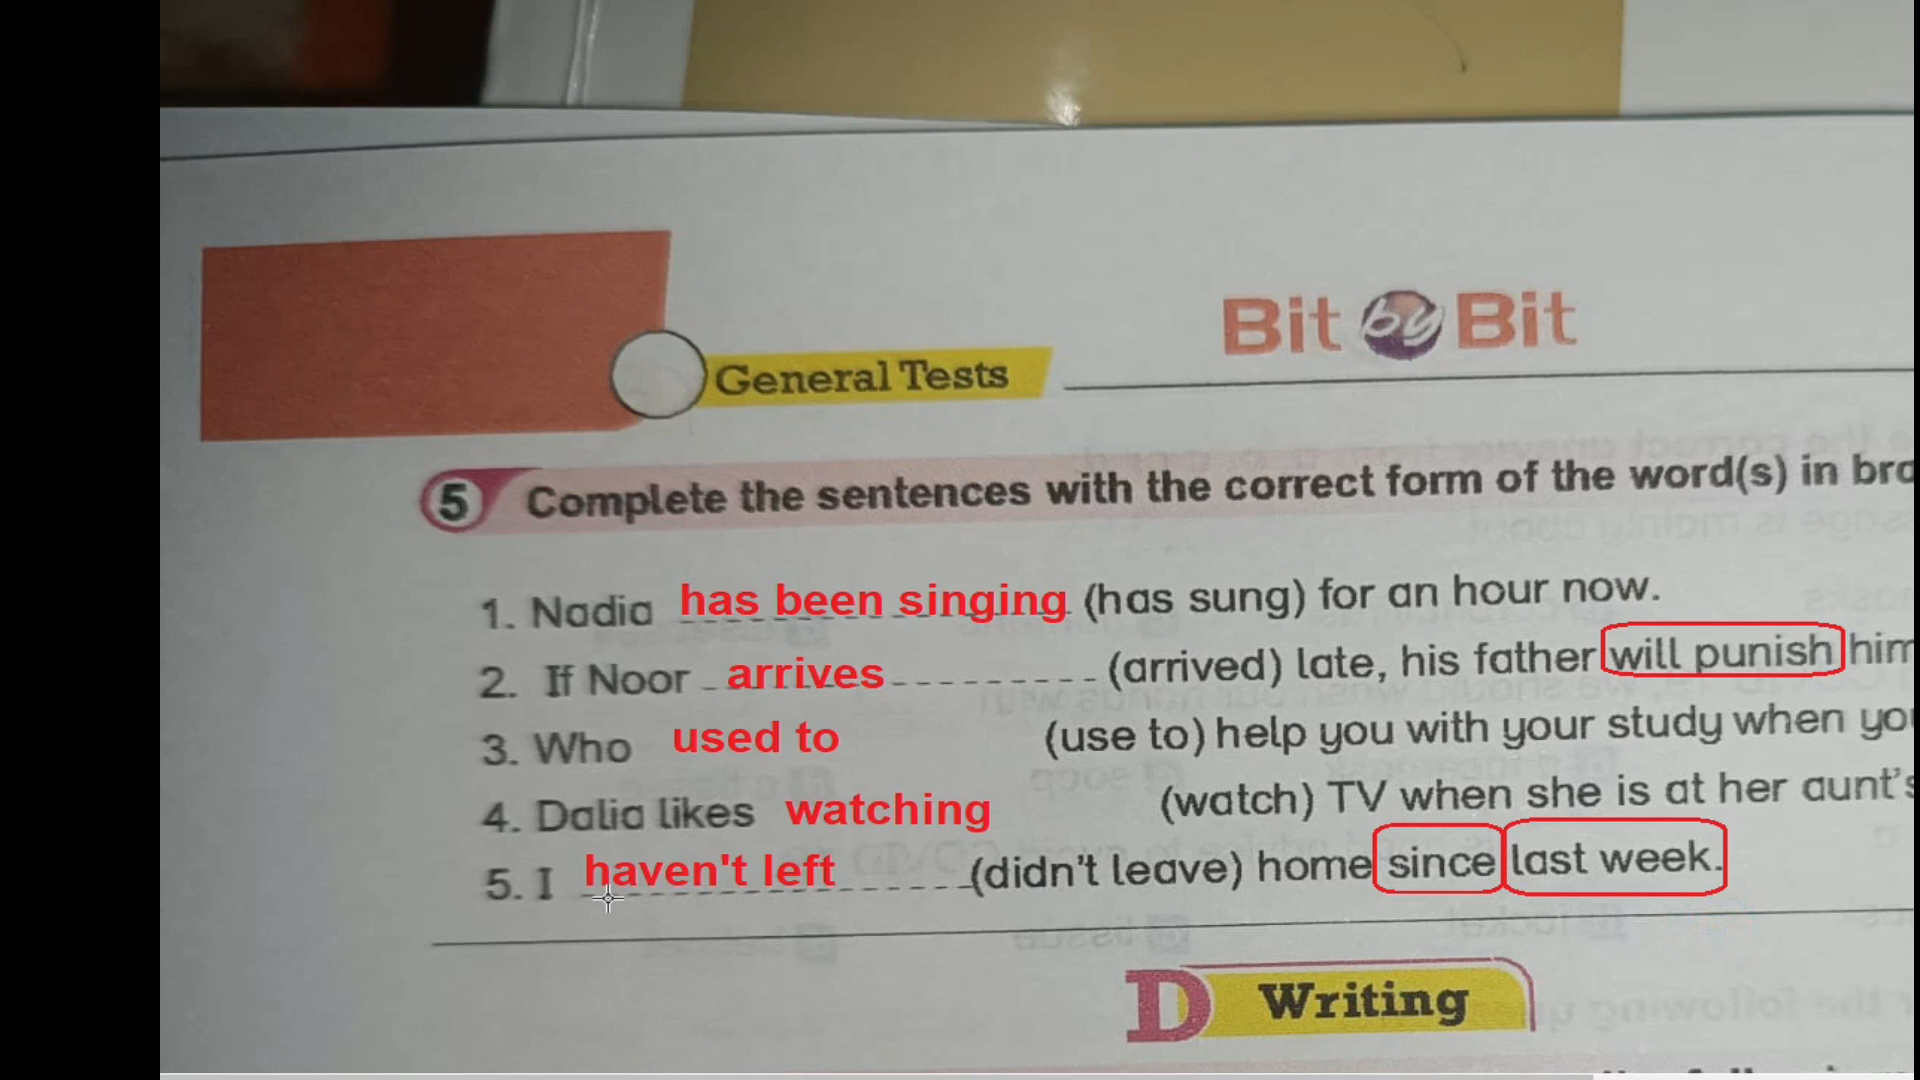 Bit by Bit
General Tests
5 Complete the sentences with the correct form of the word(s) in
1. Nadia has been singing (has sung) for an hour now.
2. If Noor arrives (arrived) late, his father will punish him
3. Who used to (use to) help you with your study when
4. Dalia likes watching (watch) TV when she is at her aunt's
5. I haven't left (didn't leave) home since last week.
D Writing